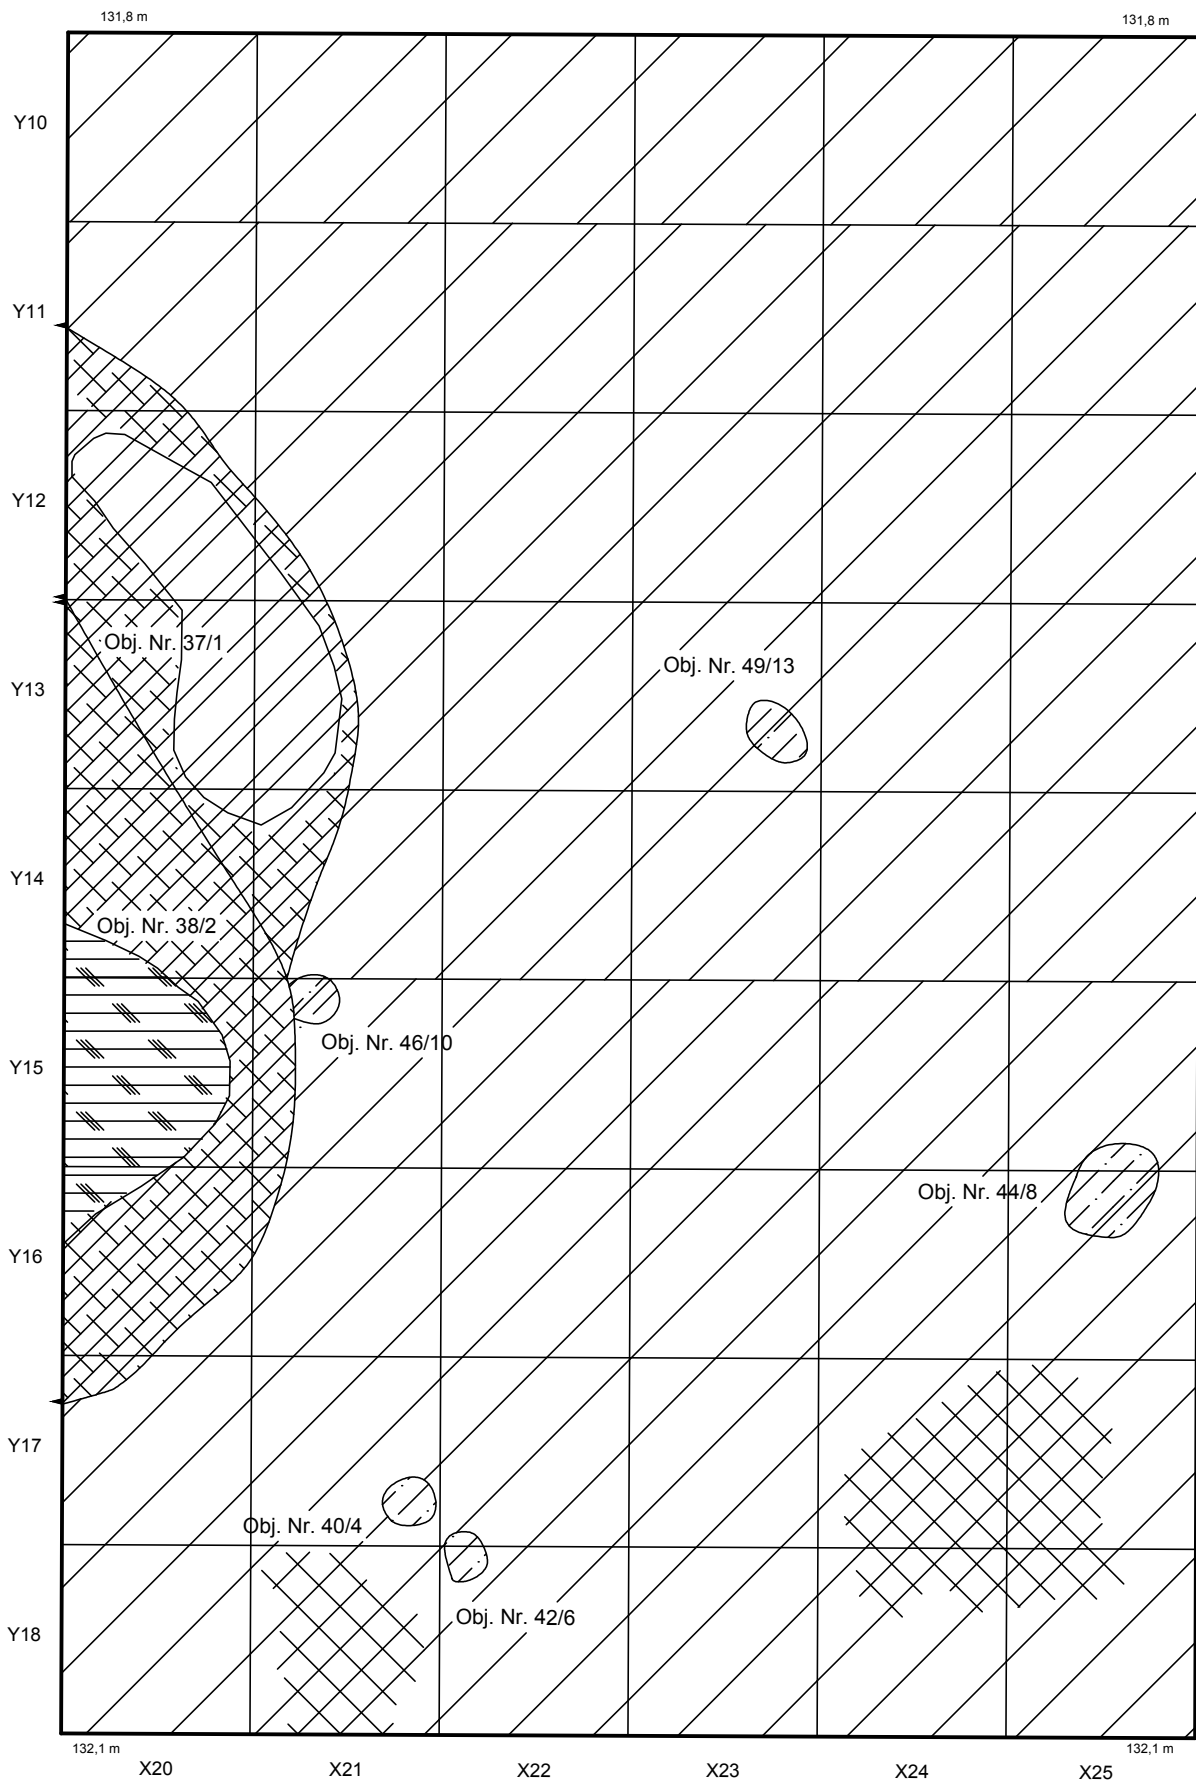 131,8 m 131,8 m
Y10
Y11
Y12
Obj. Nr. 37/1
Obj. Nr. 49/13
Y13
Y14
Obj. Nr. 38/2
Obj. Nr. 46/10
Y15
Obj. Nr. 44/8
Y16
Y17
Obj. Nr. 40/4
Obj. Nr. 42/6
Y18
132,1 m 132,1 m
X20 X21 X22 X23 X24 X25